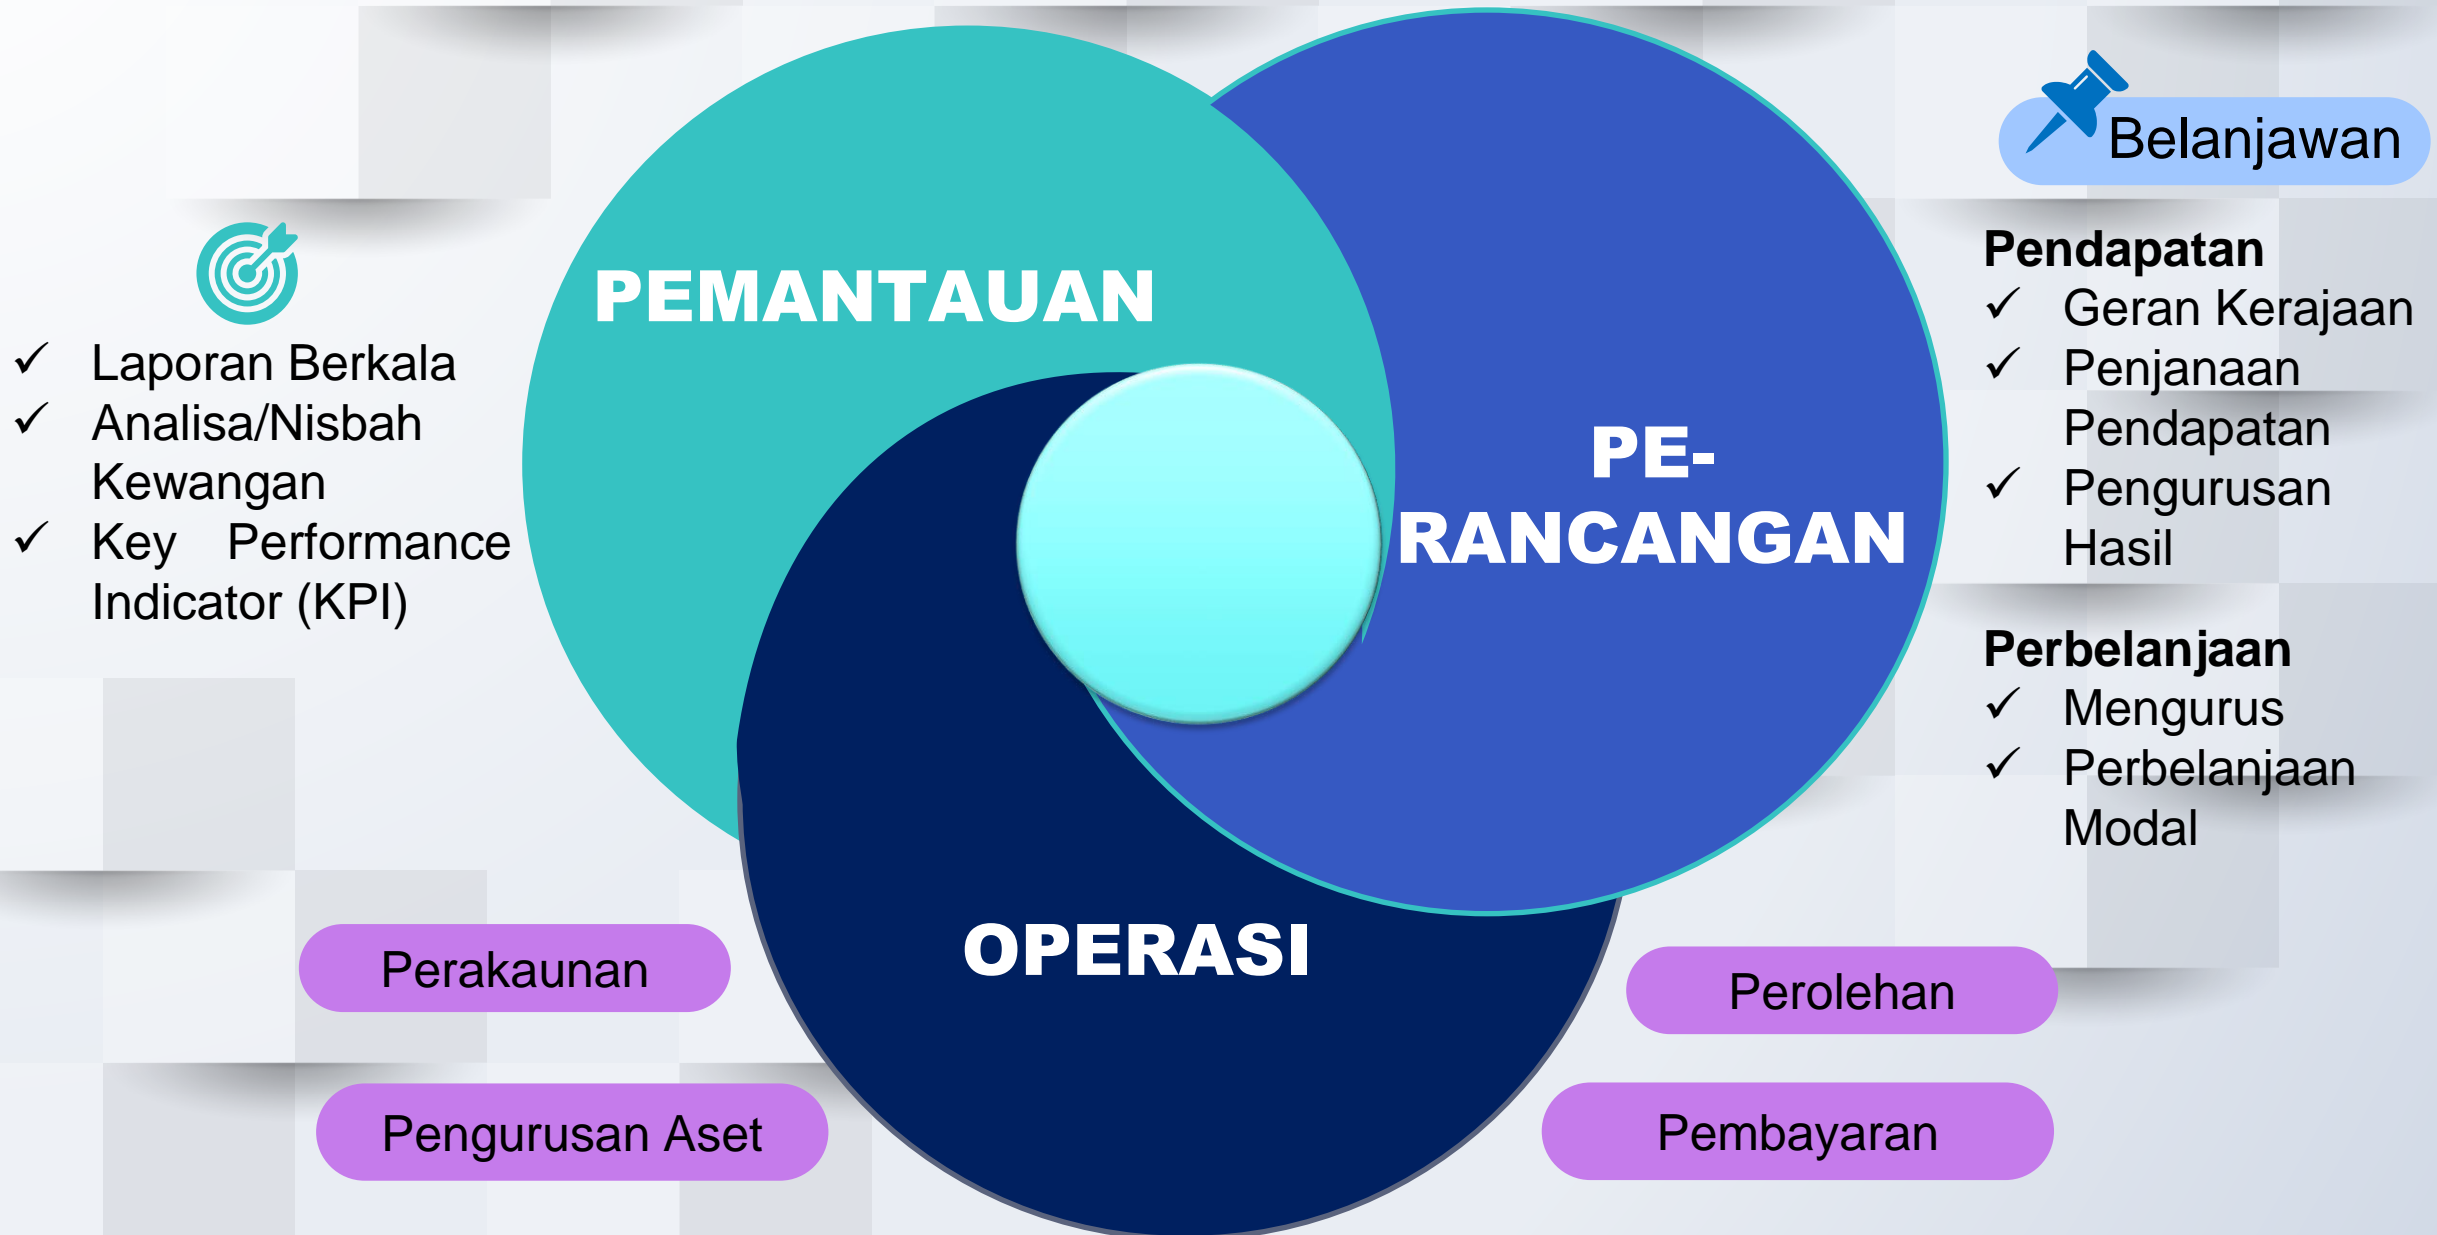 PEMANTAUAN
✓ Laporan Berkala
✓ Analisa/Nisbah
Kewangan
✓ Key Performance
Indicator (KPI)
PE-
RANCANGAN
Belanjawan
Pendapatan
✓ Geran Kerajaan
✓ Penjanaan
Pendapatan
✓ Pengurusan
Hasil
Perbelanjaan
✓ Mengurus
✓ Perbelanjaan
Modal
OPERASI
Perakaunan
Pengurusan Aset
Perolehan
Pembayaran